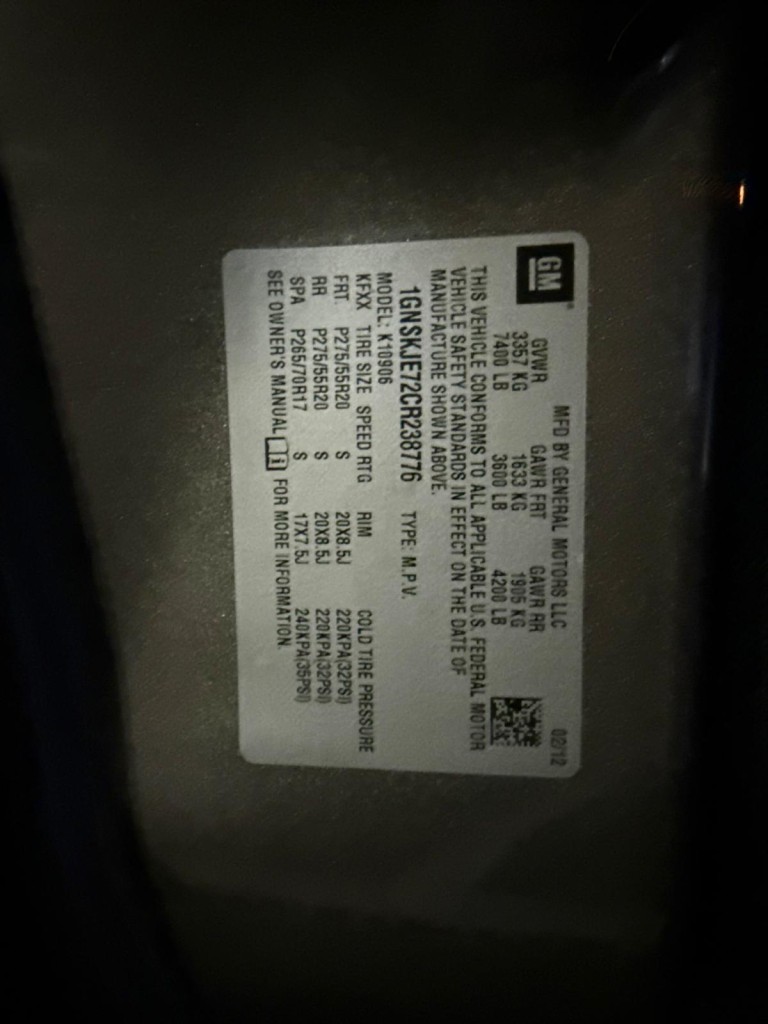 GM
MFD BY GENERAL MOTORS LLC 02/12
GVWR GAWR FRT GAWR RR
3357 KG 1633 KG 1905 KG
7400 LB 3600 LB 4200 LB
THIS VEHICLE CONFORMS TO ALL APPLICABLE U.S. FEDERAL MOTOR
VEHICLE SAFETY STANDARDS IN EFFECT ON THE DATE OF
MANUFACTURE SHOWN ABOVE.
1GNSKJE72CR238776 TYPE: M.P.V.
MODEL: K10906
KFXX TIRE SIZE SPEED RTG RIM COLD TIRE PRESSURE
FRT P275/55R20 S 20X8.5J 220KPA(32PSI)
RR P275/55R20 S 20X8.5J 220KPA(32PSI)
SPA P265/70R17 S 17X7.5J 240KPA(35PSI)
SEE OWNER'S MANUAL FOR MORE INFORMATION.